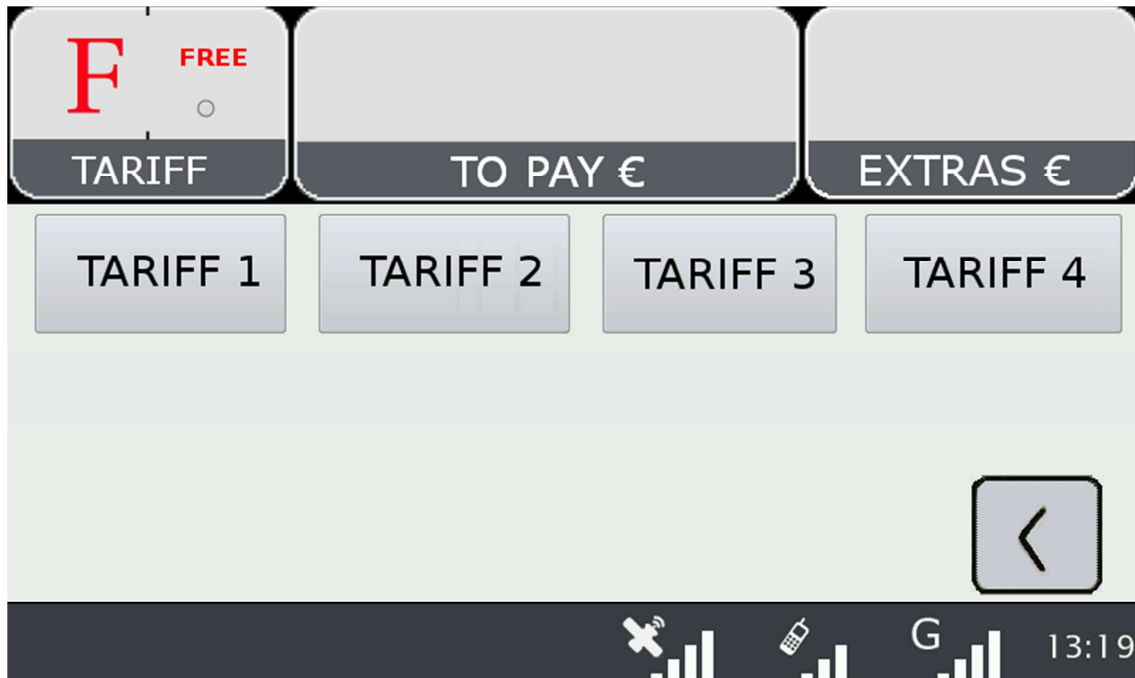 F FREE
TARIFF TO PAY € EXTRAS €
TARIFF 1 TARIFF 2 TARIFF 3 TARIFF 4
G 13:19